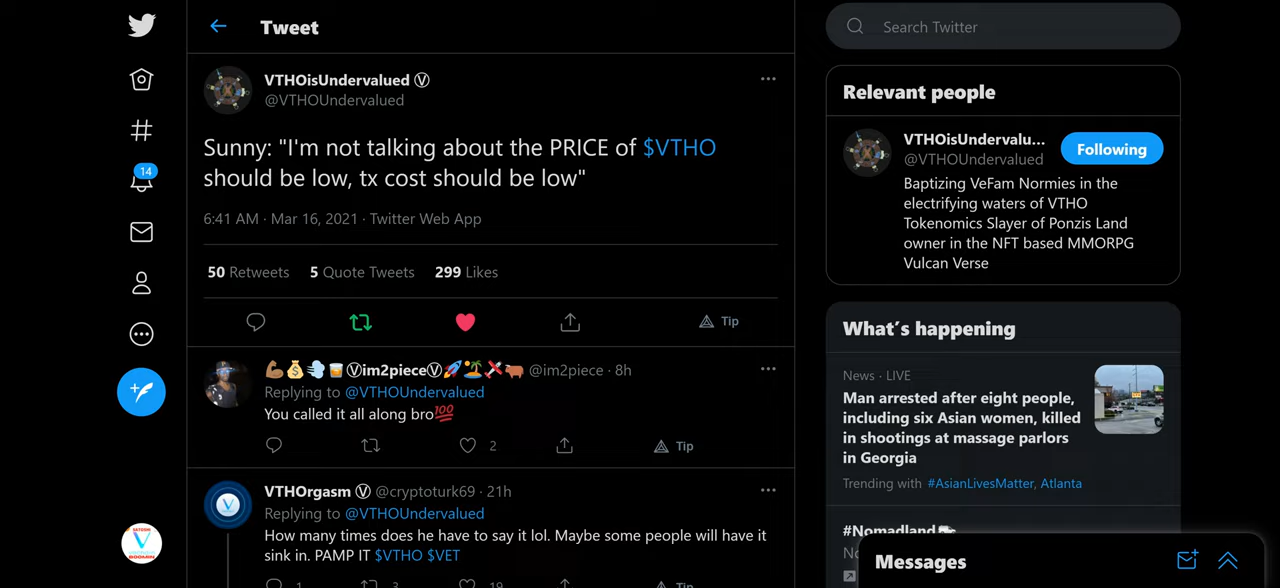 Tweet
VTHOisUndervalued Ⓥ
@VTHOUndervalued
Sunny: "I'm not talking about the PRICE of $VTHO
should be low, tx cost should be low"
6:41 AM · Mar 16, 2021 · Twitter Web App
50 Retweets 5 Quote Tweets 299 Likes
Tip
💪🏾💰💨🥃Ⓥim2pieceⓋ🚀🏝️🛩️🐂 @im2piece · 8h
Replying to @VTHOUndervalued
You called it all along bro💯
2 Tip
VTHOrgasm Ⓥ @cryptoturk69 · 21h
Replying to @VTHOUndervalued
How many times does he have to say it lol. Maybe some people will have it
sink in. PAMP IT $VTHO $VET
1 3 19 Tip
14
Search Twitter
Relevant people
VTHOisUndervalu...
@VTHOUndervalued
Following
Baptizing VeFam Normies in the
electrifying waters of VTHO
Tokenomics Slayer of Ponzis Land
owner in the NFT based MMORPG
Vulcan Verse
What's happening
News · LIVE
Man arrested after eight people,
including six Asian women, killed
in shootings at massage parlors
in Georgia
Trending with #AsianLivesMatter, Atlanta
#Nomadland
Messages